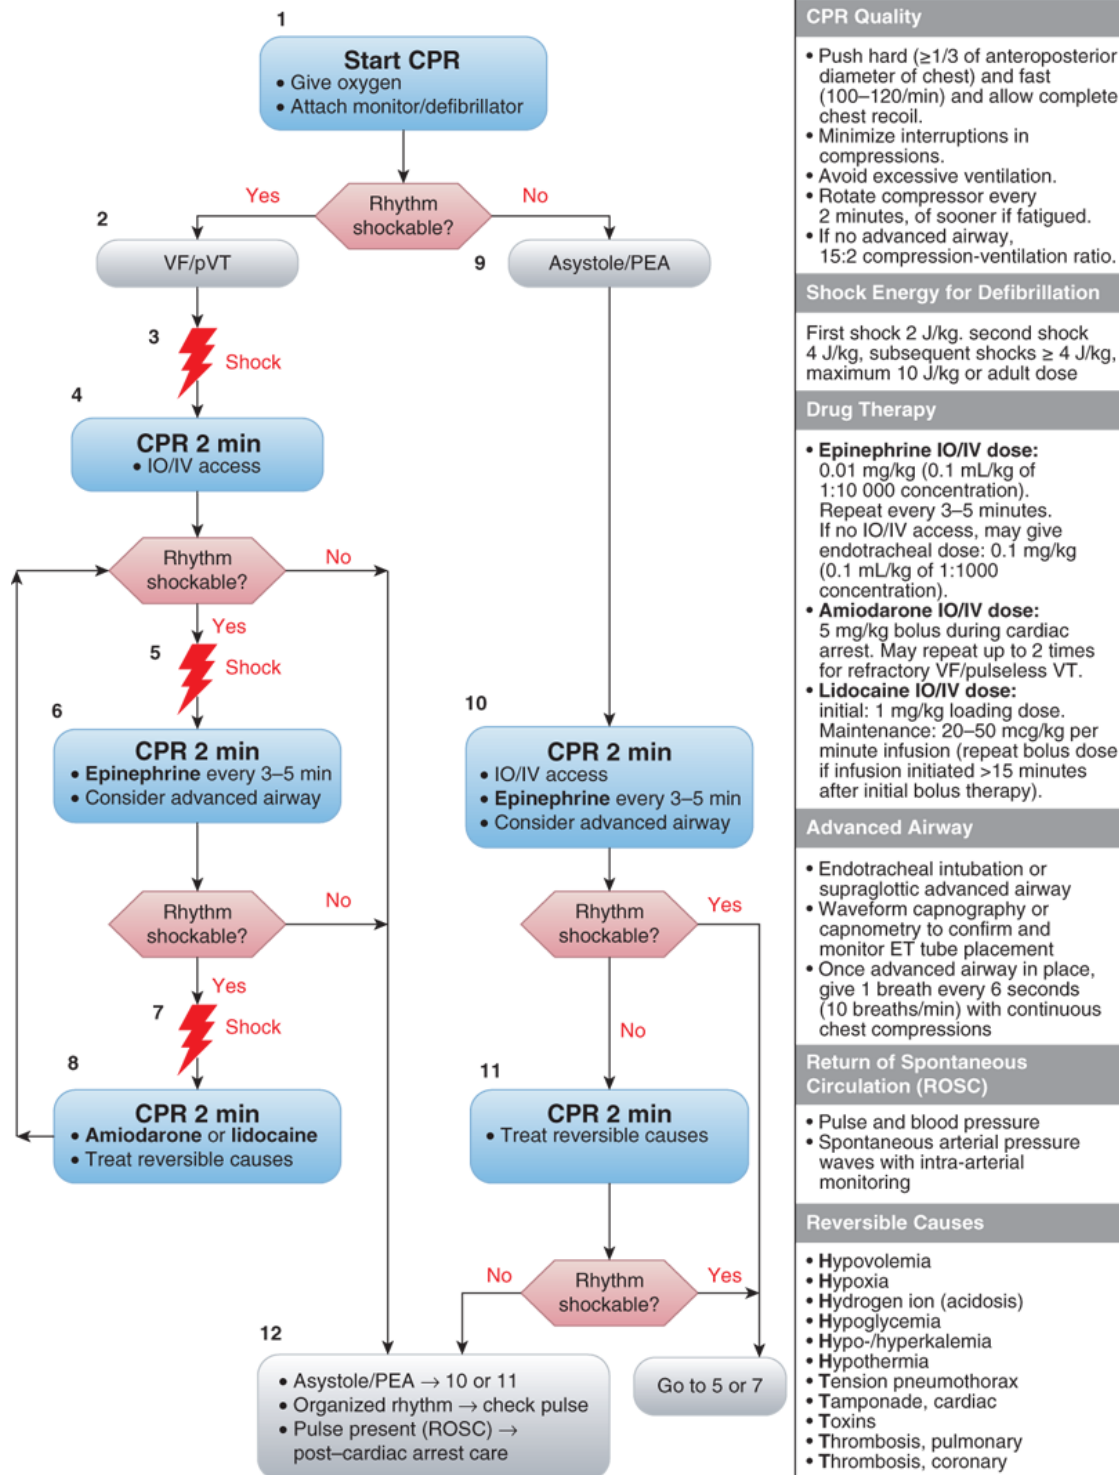 1
Start CPR
• Give oxygen
• Attach monitor/defibrillator
Yes
Rhythm
shockable?
No
2
VF/pVT
9
Asystole/PEA
3
Shock
4
CPR 2 min
• IO/IV access
Rhythm
shockable?
No
Yes
5
Shock
6
CPR 2 min
• Epinephrine every 3–5 min
• Consider advanced airway
Rhythm
shockable?
No
Yes
7
Shock
8
CPR 2 min
• Amiodarone or lidocaine
• Treat reversible causes
10
CPR 2 min
• IO/IV access
• Epinephrine every 3–5 min
• Consider advanced airway
Rhythm
shockable?
Yes
No
11
CPR 2 min
• Treat reversible causes
No
Rhythm
shockable?
Yes
12
• Asystole/PEA → 10 or 11
• Organized rhythm → check pulse
• Pulse present (ROSC) →
post–cardiac arrest care
Go to 5 or 7
CPR Quality
• Push hard (≥1/3 of anteroposterior
diameter of chest) and fast
(100–120/min) and allow complete
chest recoil.
• Minimize interruptions in
compressions.
• Avoid excessive ventilation.
• Rotate compressor every
2 minutes, of sooner if fatigued.
• If no advanced airway,
15:2 compression-ventilation ratio.
Shock Energy for Defibrillation
First shock 2 J/kg. second shock
4 J/kg, subsequent shocks ≥ 4 J/kg,
maximum 10 J/kg or adult dose
Drug Therapy
• Epinephrine IO/IV dose:
0.01 mg/kg (0.1 mL/kg of
1:10 000 concentration).
Repeat every 3–5 minutes.
If no IO/IV access, may give
endotracheal dose: 0.1 mg/kg
(0.1 mL/kg of 1:1000
concentration).
• Amiodarone IO/IV dose:
5 mg/kg bolus during cardiac
arrest. May repeat up to 2 times
for refractory VF/pulseless VT.
• Lidocaine IO/IV dose:
initial: 1 mg/kg loading dose.
Maintenance: 20–50 mcg/kg per
minute infusion (repeat bolus dose
if infusion initiated >15 minutes
after initial bolus therapy).
Advanced Airway
• Endotracheal intubation or
supraglottic advanced airway
• Waveform capnography or
capnometry to confirm and
monitor ET tube placement
• Once advanced airway in place,
give 1 breath every 6 seconds
(10 breaths/min) with continuous
chest compressions
Return of Spontaneous
Circulation (ROSC)
• Pulse and blood pressure
• Spontaneous arterial pressure
waves with intra-arterial
monitoring
Reversible Causes
• Hypovolemia
• Hypoxia
• Hydrogen ion (acidosis)
• Hypoglycemia
• Hypo-/hyperkalemia
• Hypothermia
• Tension pneumothorax
• Tamponade, cardiac
• Toxins
• Thrombosis, pulmonary
• Thrombosis, coronary